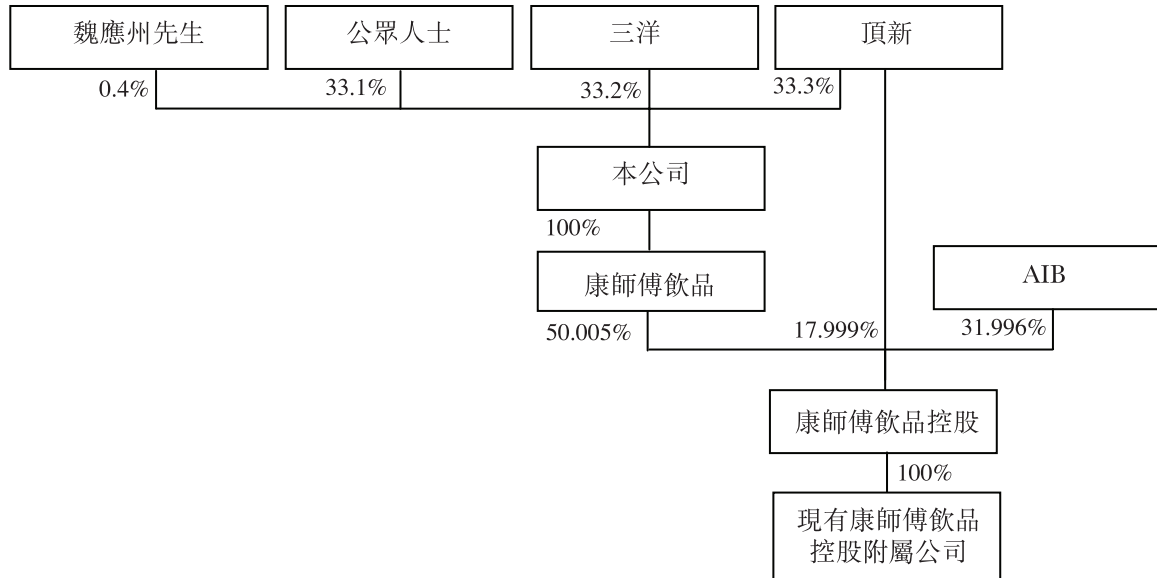 魏應州先生
公眾人士
三洋
頂新
0.4%
33.1%
33.2%
33.3%
本公司
100%
康師傅飲品
AIB
50.005%
17.999%
31.996%
康師傅飲品控股
100%
現有康師傅飲品
控股附屬公司